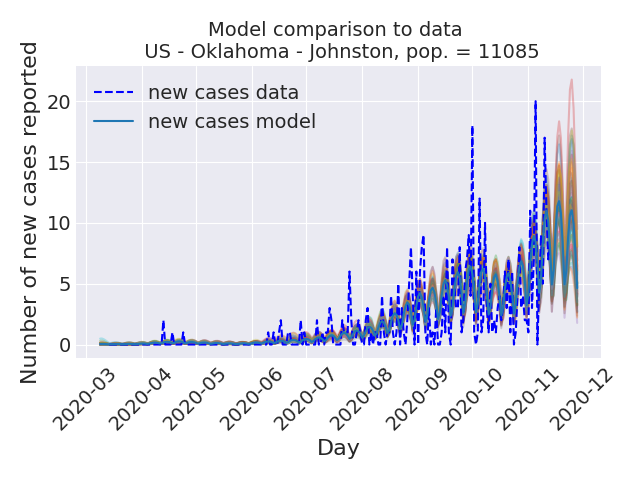 Model comparison to data
US - Oklahoma - Johnston, pop. = 11085
Number of new cases reported
20
15
10
5
0
new cases data
new cases model
2020-03
2020-04
2020-05
2020-06
2020-07
2020-08
2020-09
2020-10
2020-11
2020-12
Day